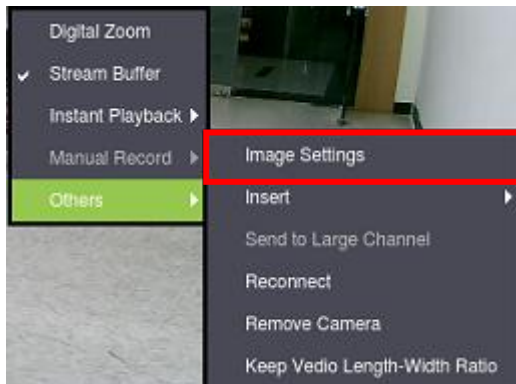 Digital Zoom
Stream Buffer
Instant Playback
Manual Record
Others
Image Settings
Insert
Send to Large Channel
Reconnect
Remove Camera
Keep Vedio Length-Width Ratio